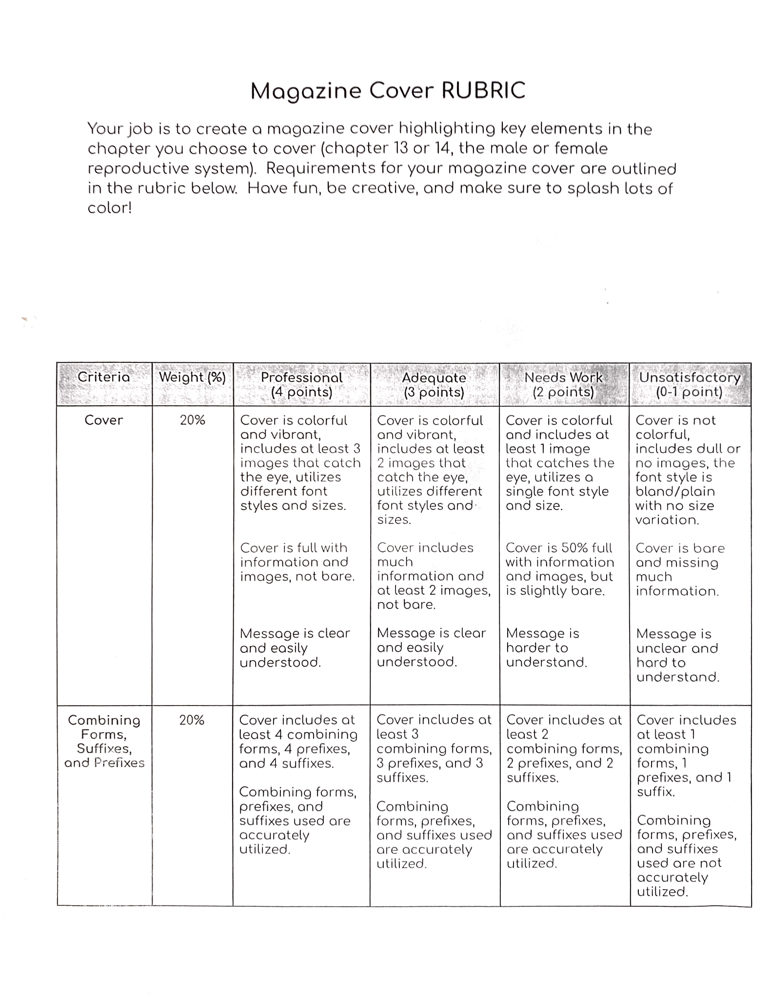 Magazine Cover RUBRIC
Your job is to create a magazine cover highlighting key elements in the
chapter you choose to cover (chapter 13 or 14, the male or female
reproductive system).  Requirements for your magazine cover are outlined
in the rubric below.  Have fun, be creative, and make sure to splash lots of
color!
Criteria
Weight (%)
Professional
(4 points)
Adequate
(3 points)
Needs Work
(2 points)
Unsatisfactory
(0-1 point)
Cover
20%
Cover is colorful
and vibrant,
includes at least 3
images that catch
the eye, utilizes
different font
styles and sizes.
Cover is full with
information and
images, not bare.
Message is clear
and easily
understood.
Cover is colorful
and vibrant,
includes at least
2 images that
catch the eye,
utilizes different
font styles and
sizes.
Cover includes
much
information and
at least 2 images,
not bare.
Message is clear
and easily
understood.
Cover is colorful
and includes at
least 1 image
that catches the
eye, utilizes a
single font style
and size.
Cover is 50% full
with information
and images, but
is slightly bare.
Message is
harder to
understand.
Cover is not
colorful,
includes dull or
no images, the
font style is
bland/plain
with no size
variation.
Cover is bare
and missing
much
information.
Message is
unclear and
hard to
understand.
Combining
Forms,
Suffixes,
and Prefixes
20%
Cover includes at
least 4 combining
forms, 4 prefixes,
and 4 suffixes.
Combining forms,
prefixes, and
suffixes used are
accurately
utilized.
Cover includes at
least 3
combining forms,
3 prefixes, and 3
suffixes.
Combining
forms, prefixes,
and suffixes used
are accurately
utilized.
Cover includes at
least 2
combining forms,
2 prefixes, and 2
suffixes.
Combining
forms, prefixes,
and suffixes used
are accurately
utilized.
Cover includes
at least 1
combining
forms, 1
prefixes, and 1
suffix.
Combining
forms, prefixes,
and suffixes
used are not
accurately
utilized.